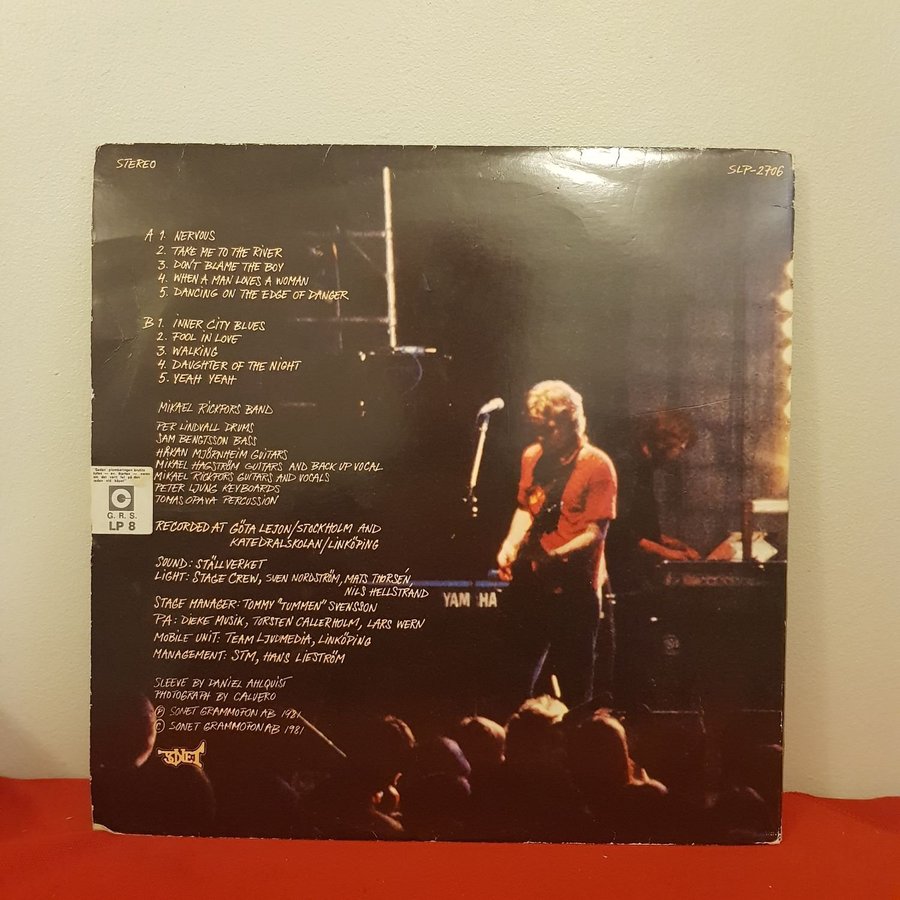 STEREO
SLP-2706
A 1. NERVOUS
2. TAKE ME TO THE RIVER
3. DON'T BLAME THE BOY
4. WHEN A MAN LOVES A WOMAN
5. DANCING ON THE EDGE OF DANGER
B 1. INNER CITY BLUES
2. FOOL IN LOVE
3. WALKING
4. DAUGHTER OF THE NIGHT
5. YEAH YEAH
MIKAEL RICKFORS BAND
PER LINDVALL DRUMS
SAM BENGTSSON BASS
HÅKAN MJÖRNHEIM GUITARS
MIKAEL HAGSTRÖM GUITARS AND BACK UP VOCAL
MIKAEL RICKFORS GUITARS AND VOCALS
PETER LJUNG KEYBOARDS
TOMAS OPAVA PERCUSSION
G.R.S.
LP 8
RECORDED AT GÖTA LEJON/STOCKHOLM AND
KATEDRALSKOLAN/LINKÖPING
SOUND: STÄLLVERKET
LIGHT: STAGE CREW, SVEN NORDSTRÖM, MATS THORSÉN,
NILS HELLSTRAND
STAGE MANAGER: TOMMY "TUMMEN" SVENSSON
PA: DIEKE MUSIK, TORSTEN CALLERHOLM, LARS WERN
MOBILE UNIT: TEAM LJUDMEDIA, LINKÖPING
MANAGEMENT: STM, HANS LIESTRÖM
YAMAHA
SLEEVE BY DANIEL AHLQUIST
PHOTOGRAPH BY CALVERO
Ⓟ SONET GRAMMOFON AB 1981
© SONET GRAMMOFON AB 1981
SONET